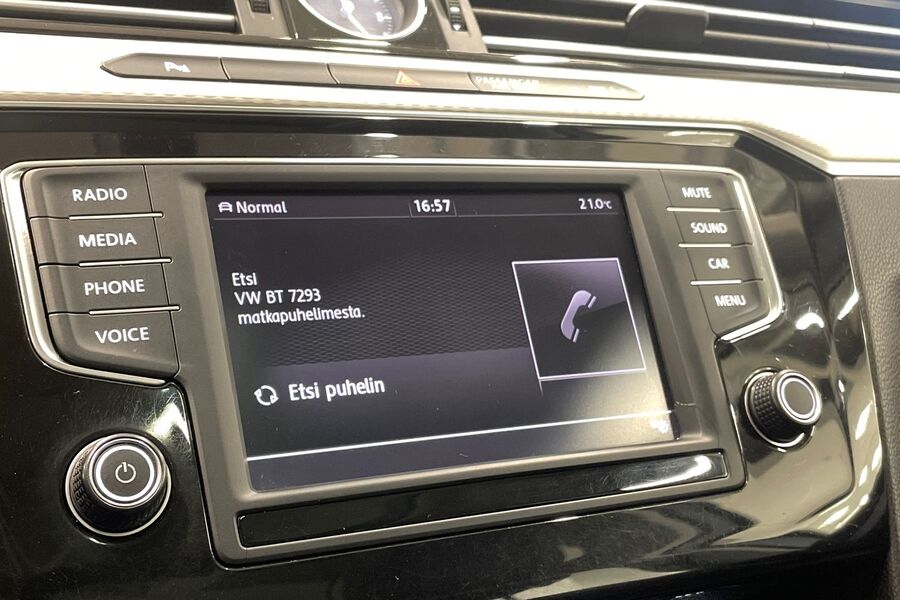 PASSENGER
RADIO
MEDIA
PHONE
VOICE
Normal
16:57
21.0°C
Etsi
VW BT 7293
matkapuhelimesta.
Etsi puhelin
MUTE
SOUND
CAR
MENU